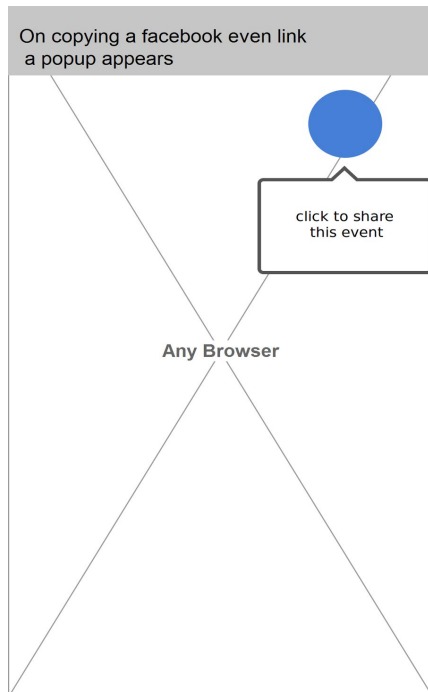 On copying a facebook even link
a popup appears
click to share
this event
Any Browser